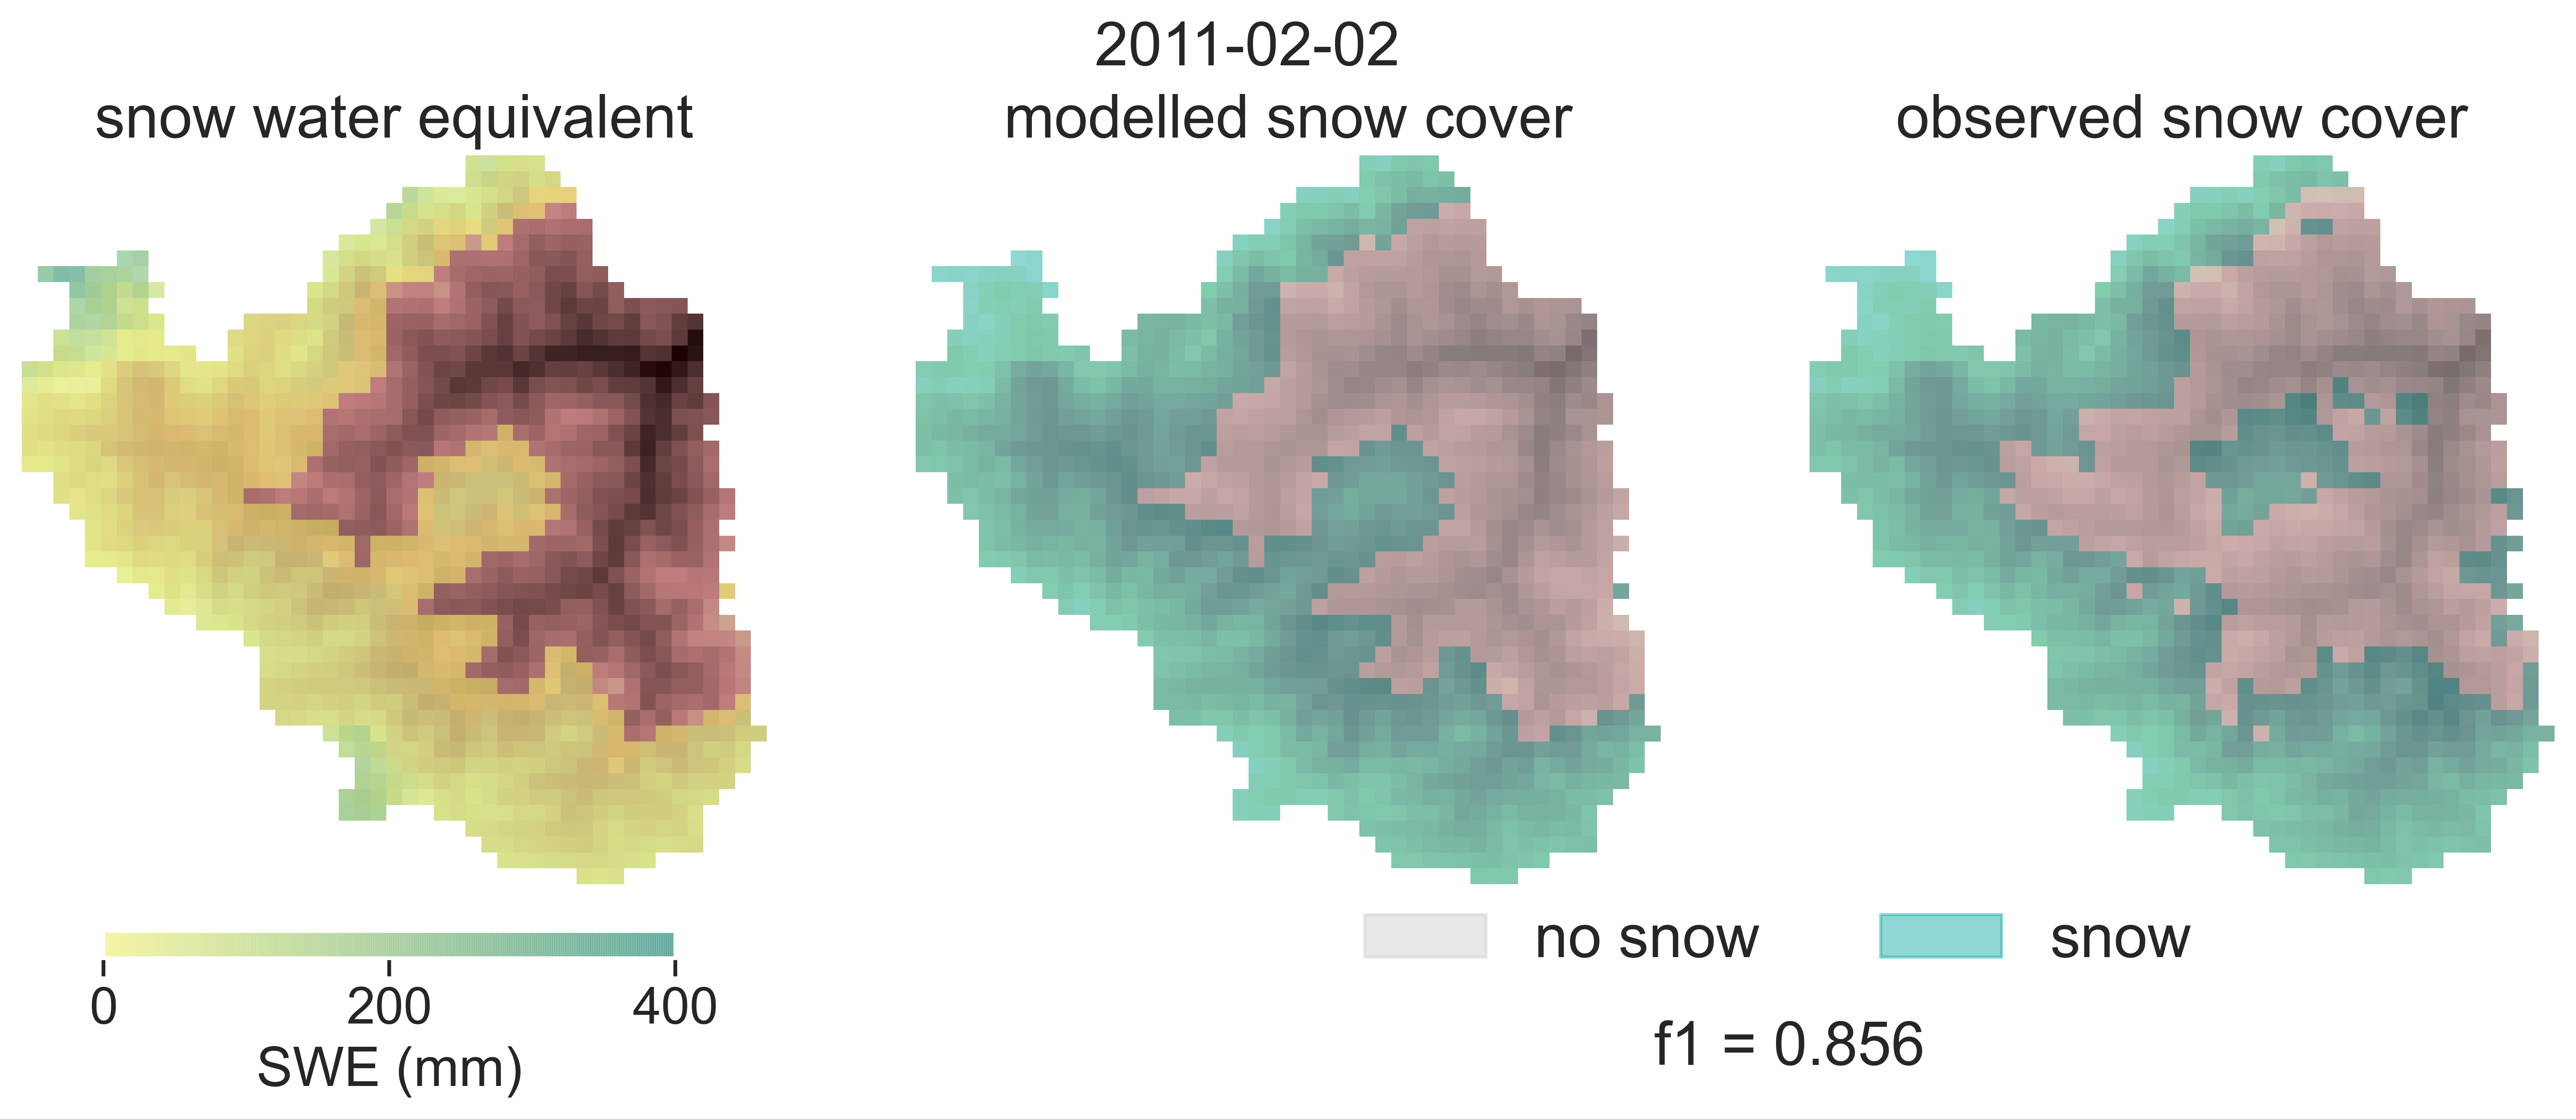 2011-02-02
snow water equivalent
modelled snow cover
observed snow cover
0 200 400
SWE (mm)
no snow
snow
f1 = 0.856